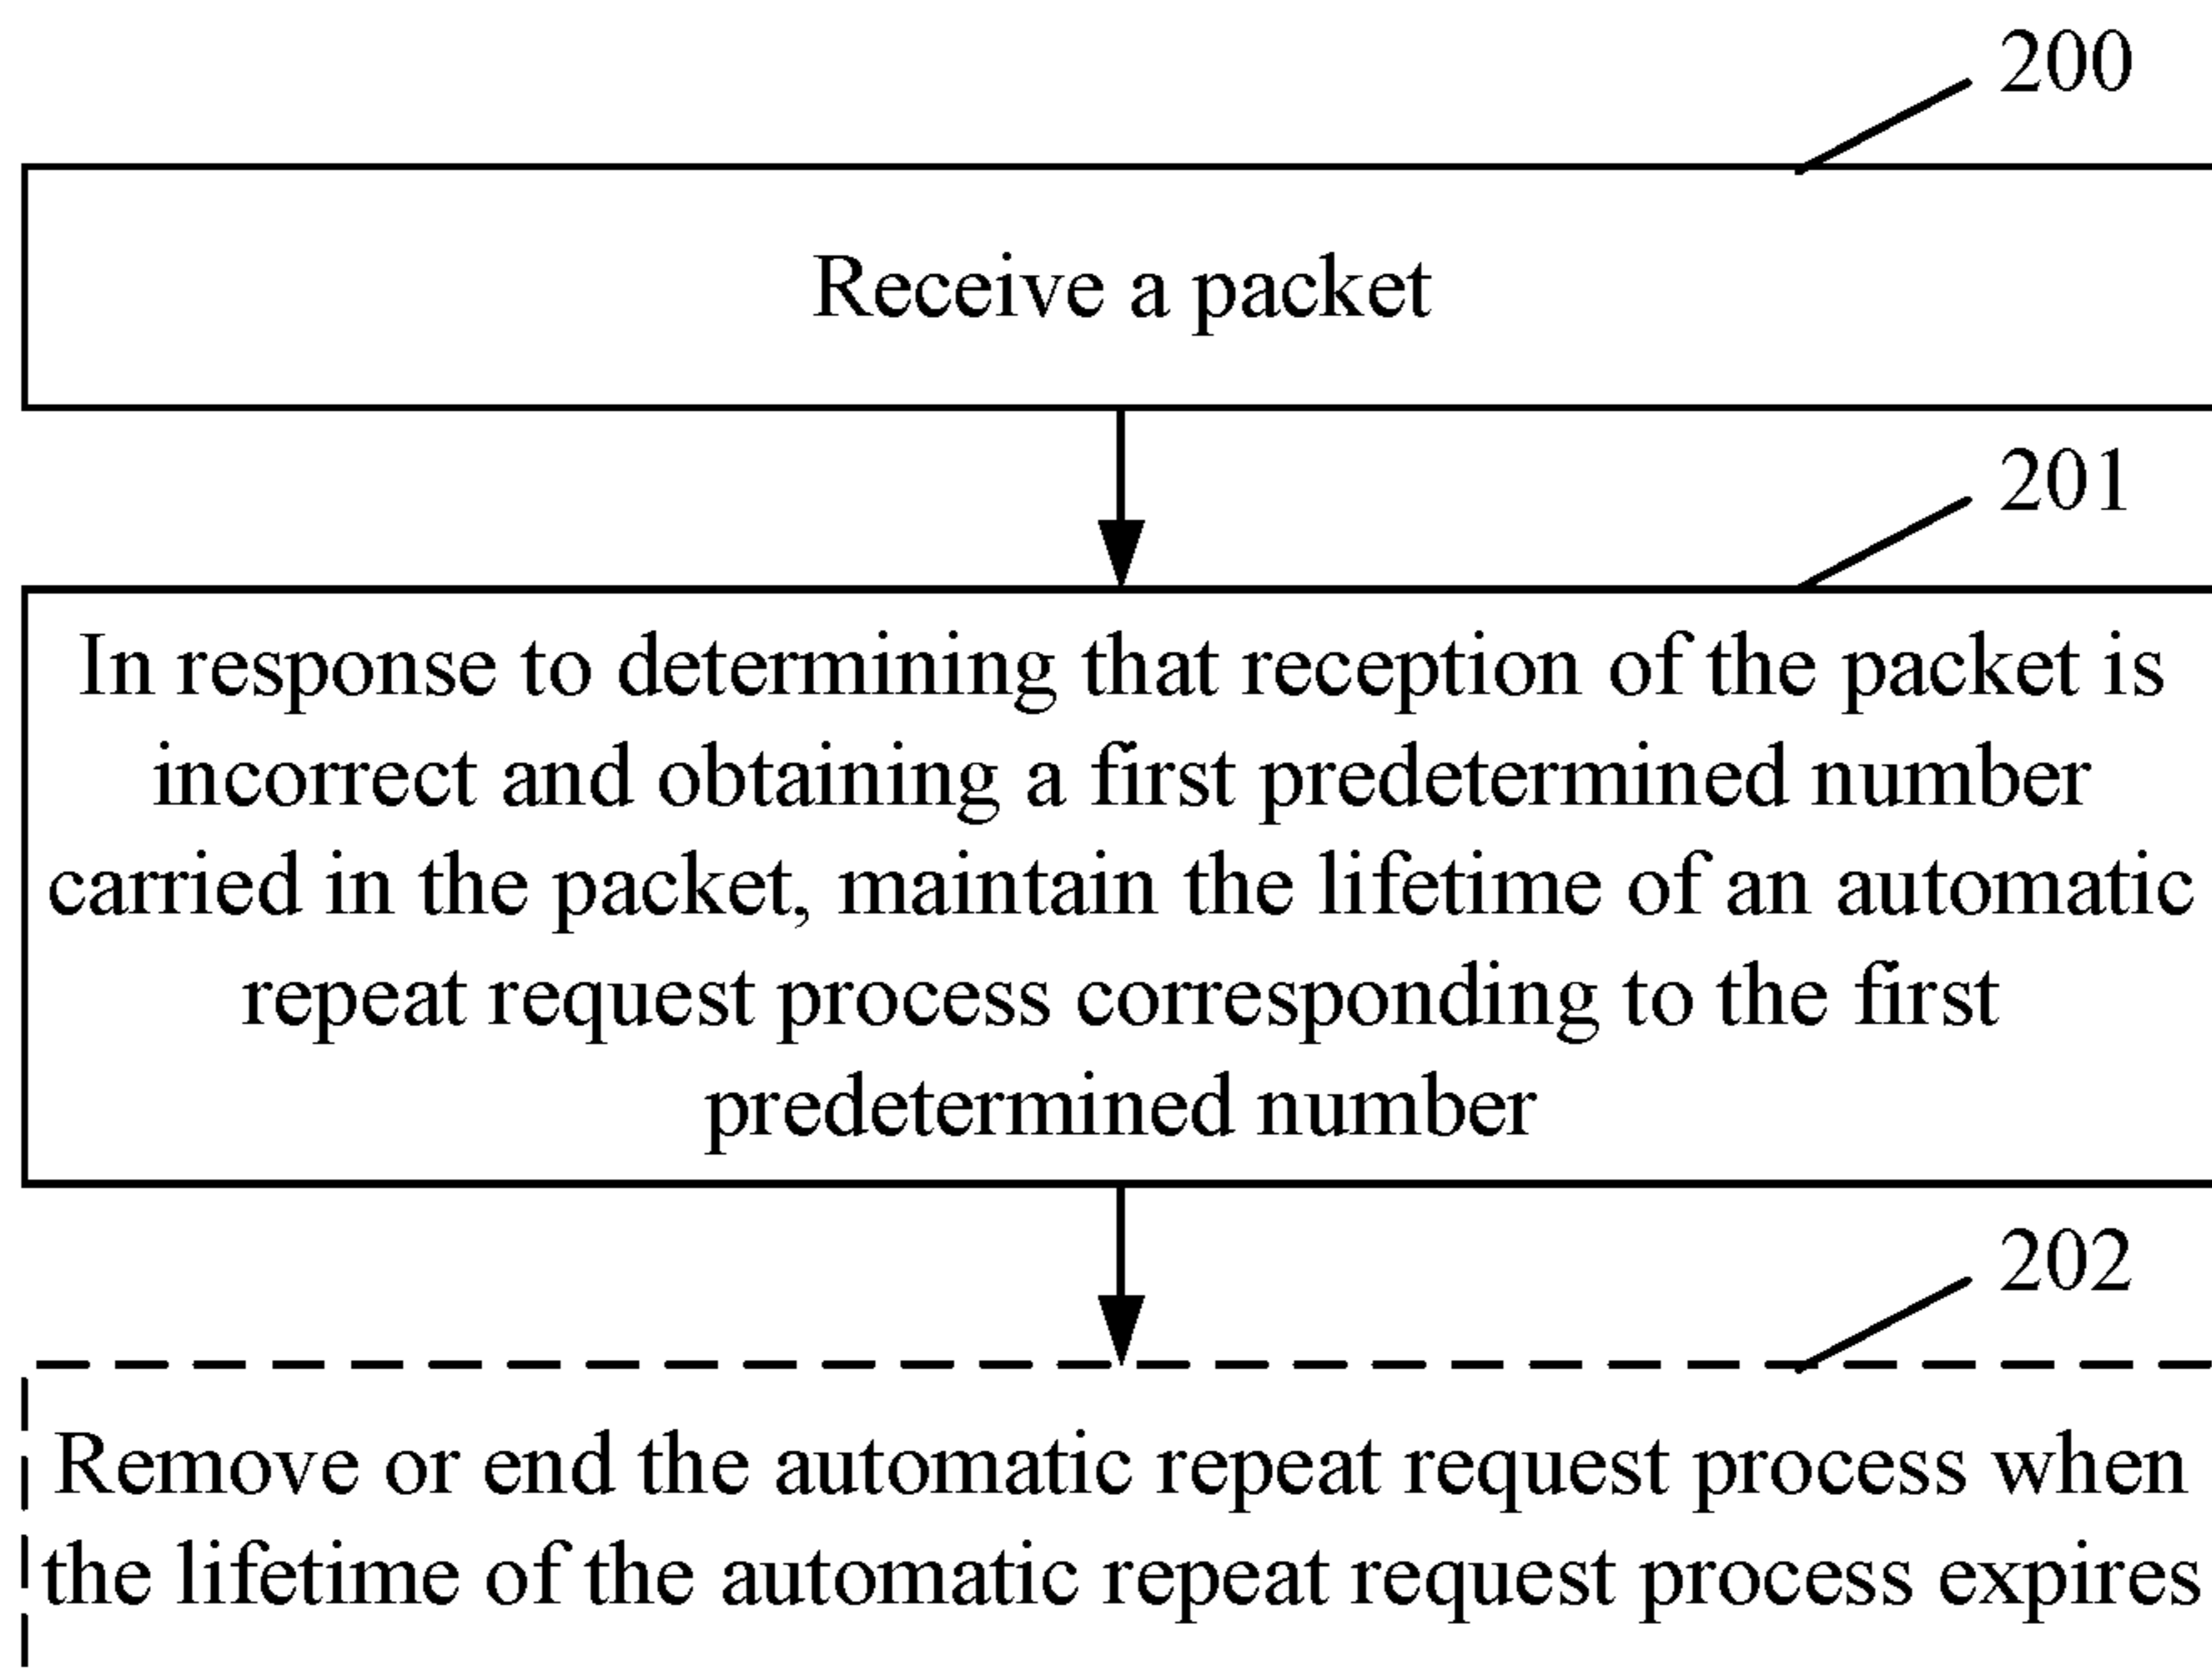 200
Receive a packet
201
In response to determining that reception of the packet is
incorrect and obtaining a first predetermined number
carried in the packet, maintain the lifetime of an automatic
repeat request process corresponding to the first
predetermined number
202
Remove or end the automatic repeat request process when
the lifetime of the automatic repeat request process expires